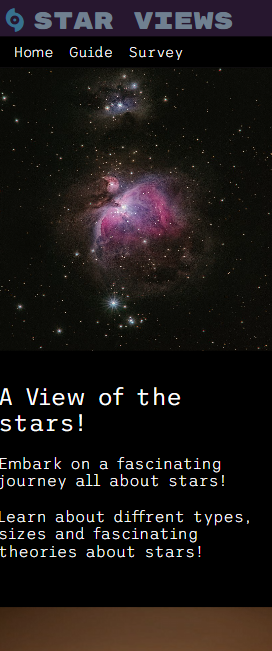 STAR VIEWS
Home Guide Survey
A View of the
stars!
Embark on a fascinating
journey all about stars!
Learn about diffrent types,
sizes and fascinating
theories about stars!